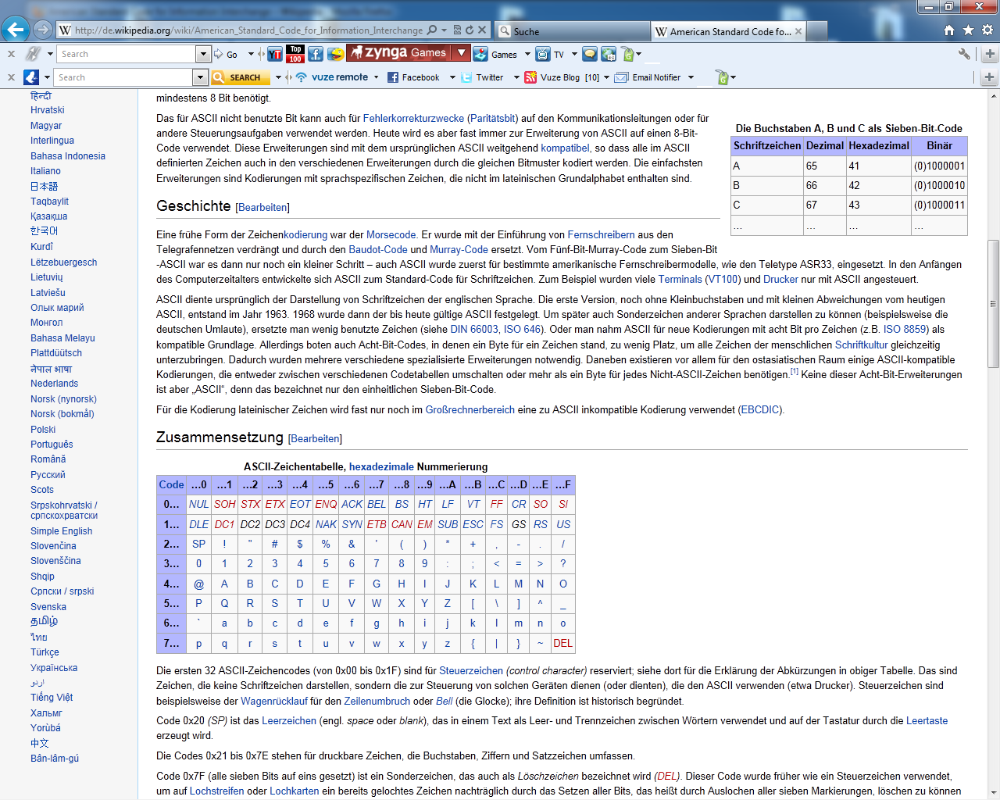 http://de.wikipedia.org/wiki/American_Standard_Code_for_Information_Interchange
Suche
American Standard Code fo...
x Search Go YT Top 100 zynga Games Games TV
x Search SEARCH vuze remote Facebook Twitter Vuze Blog [10] Email Notifier
हिन्दी
Hrvatski
Magyar
Interlingua
Bahasa Indonesia
Italiano
日本語
Taqbaylit
Қазақша
한국어
Kurdî
Lëtzebuergesch
Lietuvių
Latviešu
Олык марий
Монгол
Bahasa Melayu
Plattdüütsch
नेपाल भाषा
Nederlands
Norsk (nynorsk)
Norsk (bokmål)
Polski
Português
Română
Русский
Scots
Srpskohrvatski /
српскохрватски
Simple English
Slovenčina
Slovenščina
Shqip
Српски / srpski
Svenska
தமிழ்
ไทย
Türkçe
Українська
اردو
Tiếng Việt
Хальмг
Yorùbá
中文
Bân-lâm-gú
mindestens 8 Bit benötigt.
Das für ASCII nicht benutzte Bit kann auch für Fehlerkorrekturzwecke (Paritätsbit) auf den Kommunikationsleitungen oder für
andere Steuerungsaufgaben verwendet werden. Heute wird es aber fast immer zur Erweiterung von ASCII auf einen 8-Bit-
Code verwendet. Diese Erweiterungen sind mit dem ursprünglichen ASCII weitgehend kompatibel, so dass alle im ASCII
definierten Zeichen auch in den verschiedenen Erweiterungen durch die gleichen Bitmuster kodiert werden. Die einfachsten
Erweiterungen sind Kodierungen mit sprachspezifischen Zeichen, die nicht im lateinischen Grundalphabet enthalten sind.
Die Buchstaben A, B und C als Sieben-Bit-Code
Schriftzeichen Dezimal Hexadezimal Binär
A 65 41 (0)1000001
B 66 42 (0)1000010
C 67 43 (0)1000011
… … … …
Geschichte [Bearbeiten]
Eine frühe Form der Zeichenkodierung war der Morsecode. Er wurde mit der Einführung von Fernschreibern aus den
Telegrafennetzen verdrängt und durch den Baudot-Code und Murray-Code ersetzt. Vom Fünf-Bit-Murray-Code zum Sieben-Bit
-ASCII war es dann nur noch ein kleiner Schritt – auch ASCII wurde zuerst für bestimmte amerikanische Fernschreibermodelle, wie den Teletype ASR33, eingesetzt. In den Anfängen
des Computerzeitalters entwickelte sich ASCII zum Standard-Code für Schriftzeichen. Zum Beispiel wurden viele Terminals (VT100) und Drucker nur mit ASCII angesteuert.
ASCII diente ursprünglich der Darstellung von Schriftzeichen der englischen Sprache. Die erste Version, noch ohne Kleinbuchstaben und mit kleinen Abweichungen vom heutigen
ASCII, entstand im Jahr 1963. 1968 wurde dann der bis heute gültige ASCII festgelegt. Um später auch Sonderzeichen anderer Sprachen darstellen zu können (beispielsweise die
deutschen Umlaute), ersetzte man wenig benutzte Zeichen (siehe DIN 66003, ISO 646). Oder man nahm ASCII für neue Kodierungen mit acht Bit pro Zeichen (z.B. ISO 8859) als
kompatible Grundlage. Allerdings boten auch Acht-Bit-Codes, in denen ein Byte für ein Zeichen stand, zu wenig Platz, um alle Zeichen der menschlichen Schriftkultur gleichzeitig
unterzubringen. Dadurch wurden mehrere verschiedene spezialisierte Erweiterungen notwendig. Daneben existieren vor allem für den ostasiatischen Raum einige ASCII-kompatible
Kodierungen, die entweder zwischen verschiedenen Codetabellen umschalten oder mehr als ein Byte für jedes Nicht-ASCII-Zeichen benötigen.[1] Keine dieser Acht-Bit-Erweiterungen
ist aber „ASCII“, denn das bezeichnet nur den einheitlichen Sieben-Bit-Code.
Für die Kodierung lateinischer Zeichen wird fast nur noch im Großrechnerbereich eine zu ASCII inkompatible Kodierung verwendet (EBCDIC).
Zusammensetzung [Bearbeiten]
ASCII-Zeichentabelle, hexadezimale Nummerierung
Code …0 …1 …2 …3 …4 …5 …6 …7 …8 …9 …A …B …C …D …E …F
0… NUL SOH STX ETX EOT ENQ ACK BEL BS HT LF VT FF CR SO SI
1… DLE DC1 DC2 DC3 DC4 NAK SYN ETB CAN EM SUB ESC FS GS RS US
2… SP ! " # $ % & ' ( ) * + , - . /
3… 0 1 2 3 4 5 6 7 8 9 : ; < = > ?
4… @ A B C D E F G H I J K L M N O
5… P Q R S T U V W X Y Z [ \ ] ^ _
6… ` a b c d e f g h i j k l m n o
7… p q r s t u v w x y z { | } ~ DEL
Die ersten 32 ASCII-Zeichencodes (von 0x00 bis 0x1F) sind für Steuerzeichen (control character) reserviert; siehe dort für die Erklärung der Abkürzungen in obiger Tabelle. Das sind
Zeichen, die keine Schriftzeichen darstellen, sondern die zur Steuerung von solchen Geräten dienen (oder dienten), die den ASCII verwenden (etwa Drucker). Steuerzeichen sind
beispielsweise der Wagenrücklauf für den Zeilenumbruch oder Bell (die Glocke); ihre Definition ist historisch begründet.
Code 0x20 (SP) ist das Leerzeichen (engl. space oder blank), das in einem Text als Leer- und Trennzeichen zwischen Wörtern verwendet und auf der Tastatur durch die Leertaste
erzeugt wird.
Die Codes 0x21 bis 0x7E stehen für druckbare Zeichen, die Buchstaben, Ziffern und Satzzeichen umfassen.
Code 0x7F (alle sieben Bits auf eins gesetzt) ist ein Sonderzeichen, das auch als Löschzeichen bezeichnet wird (DEL). Dieser Code wurde früher wie ein Steuerzeichen verwendet,
um auf Lochstreifen oder Lochkarten ein bereits gelochtes Zeichen nachträglich durch das Setzen aller Bits, das heißt durch Auslochen aller sieben Markierungen, löschen zu können